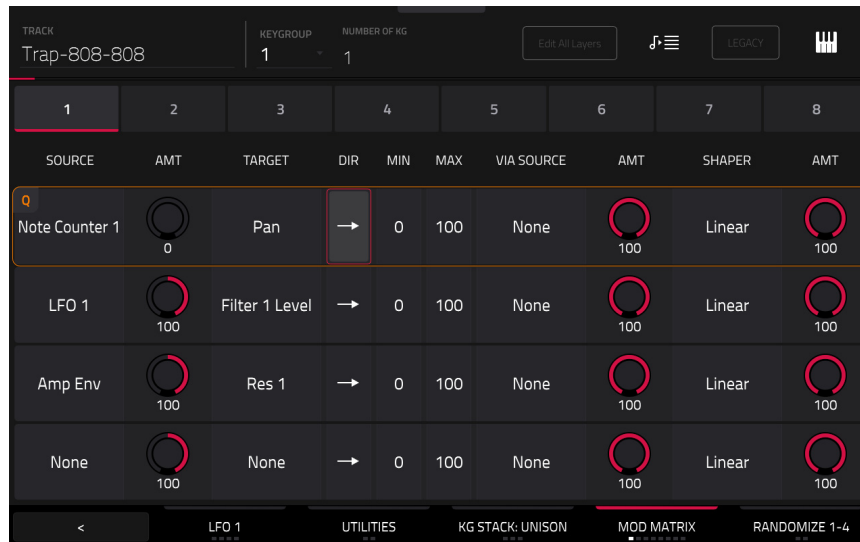 TRACK KEYGROUP NUMBER OF KG
Trap-808-808 1 1 Edit All Layers LEGACY
1 2 3 4 5 6 7 8
SOURCE AMT TARGET DIR MIN MAX VIA SOURCE AMT SHAPER AMT
Q
Note Counter 1 0 Pan → 0 100 None 100 Linear 100
LFO 1 100 Filter 1 Level → 0 100 None 100 Linear 100
Amp Env 100 Res 1 → 0 100 None 100 Linear 100
None 100 None → 0 100 None 100 Linear 100
< LFO 1 UTILITIES KG STACK: UNISON MOD MATRIX RANDOMIZE 1-4